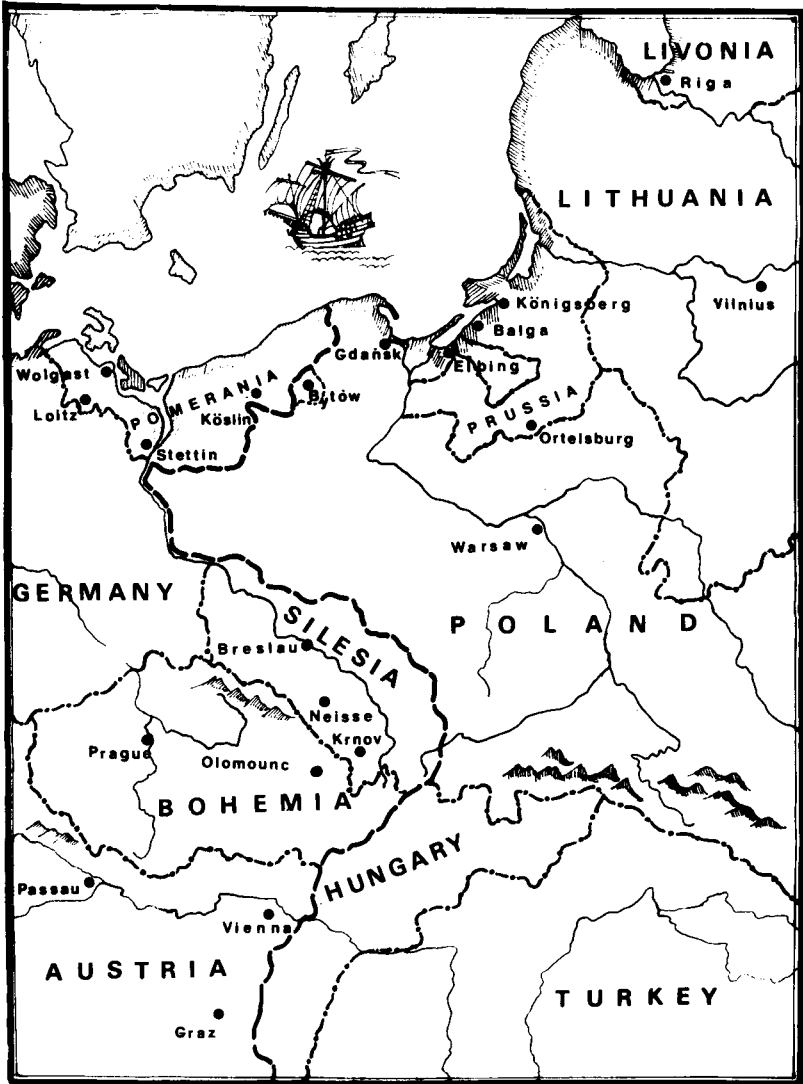 LIVONIA
Riga
LITHUANIA
Königsberg
Vilnius
Balga
Gdańsk
Elbing
Wolgast
POMERANIA
Bytów
PRUSSIA
Loitz
Köslin
Ortelsburg
Stettin
Warsaw
GERMANY
SILESIA
POLAND
Breslau
Neisse
Krnov
Prague
Olomounc
BOHEMIA
HUNGARY
Passau
Vienna
AUSTRIA
TURKEY
Graz